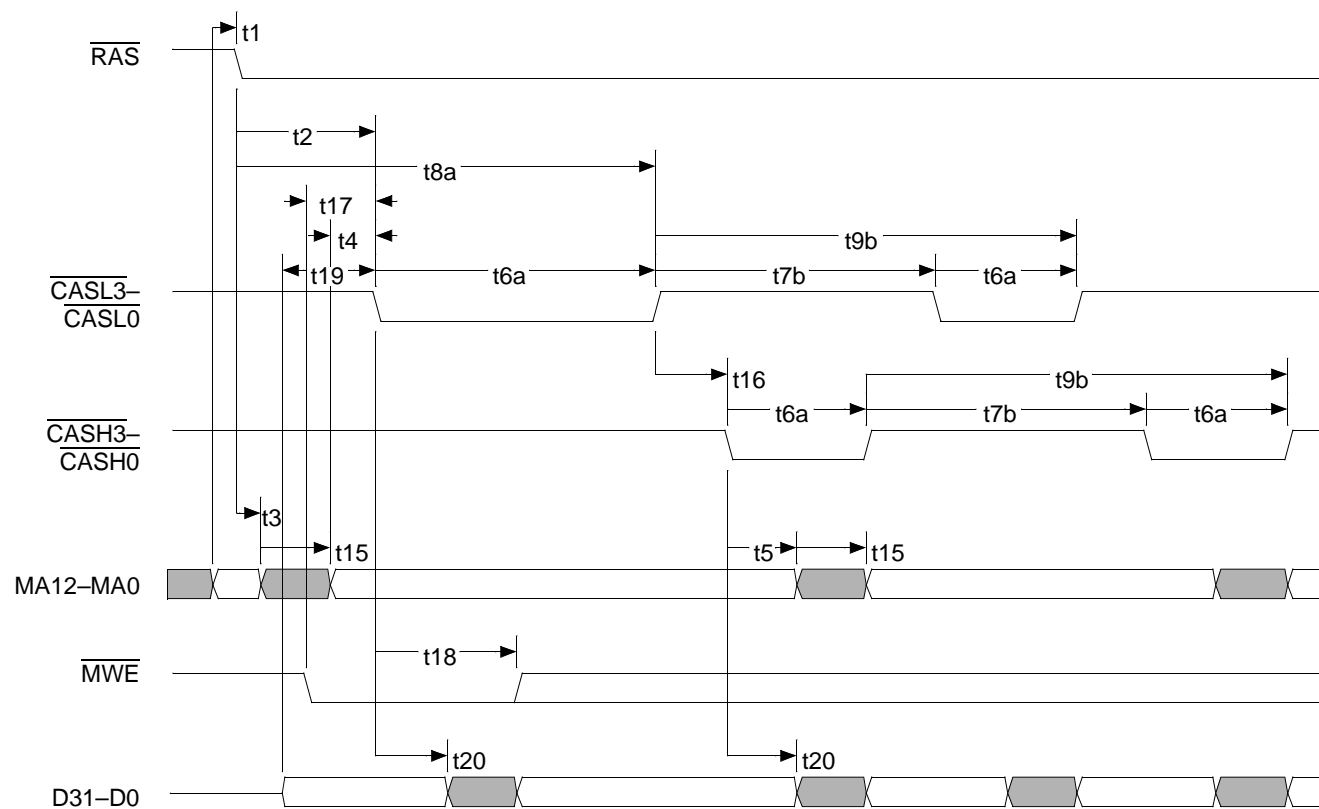 t1
RAS
t2
t8a
t17
t4
t9b
t19
t6a
t7b
t6a
CASL3–
CASL0
t16
t9b
t6a
t7b
t6a
CASH3–
CASH0
t3
t15
t5
t15
MA12–MA0
t18
MWE
t20
t20
D31–D0